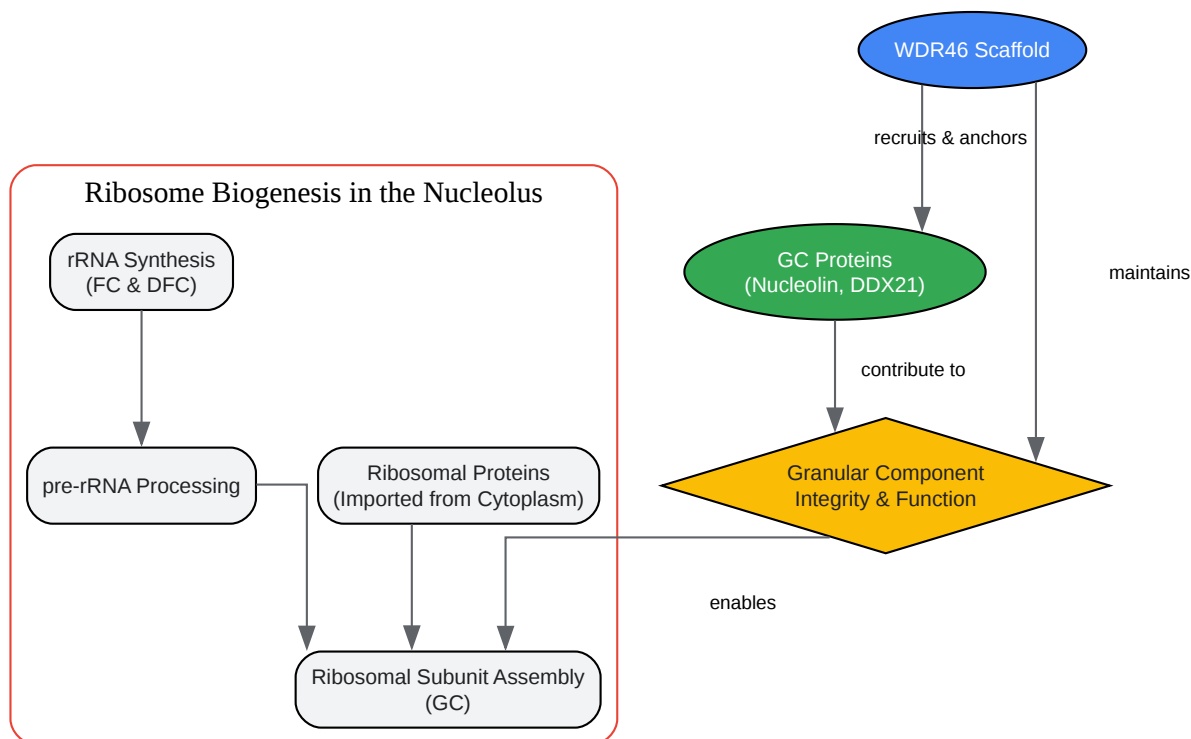 WDR46 Scaffold
recruits & anchors
Ribosome Biogenesis in the Nucleolus
rRNA Synthesis
(FC & DFC)
GC Proteins
(Nucleolin, DDX21)
maintains
contribute to
pre-rRNA Processing
Ribosomal Proteins
(Imported from Cytoplasm)
Granular Component
Integrity & Function
enables
Ribosomal Subunit Assembly
(GC)